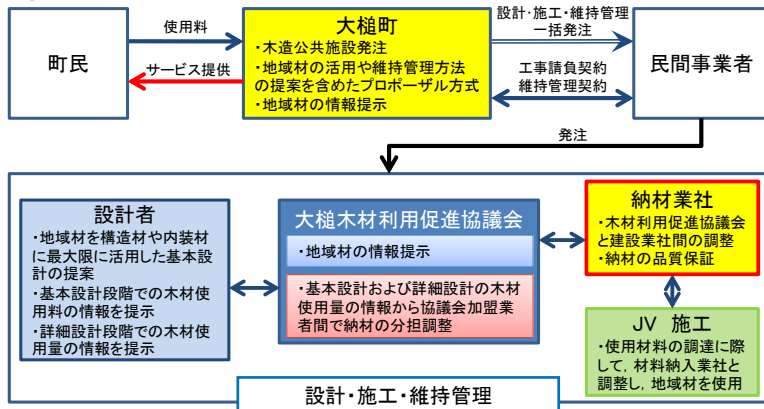 町民
使用料
サービス提供
大槌町
・木造公共施設発注
・地域材の活用や維持管理方法
の提案を含めたプロポーザル方式
・地域材の情報提示
設計・施工・維持管理
一括発注
工事請負契約
維持管理契約
民間事業者
発注
設計者
・地域材を構造材や内装材
に最大限に活用した基本設
計の提案
・基本設計段階での木材使
用料の情報を提示
・詳細設計段階での木材使
用量の情報を提示
大槌木材利用促進協議会
・地域材の情報提示
・基本設計および詳細設計の木材
使用量の情報から協議会加盟業
者間で納材の分担調整
納材業社
・木材利用促進協議会
と建設業社間の調整
・納材の品質保証
JV 施工
・使用材料の調達に際
して，材料納入業社と
調整し，地域材を使用
設計・施工・維持管理